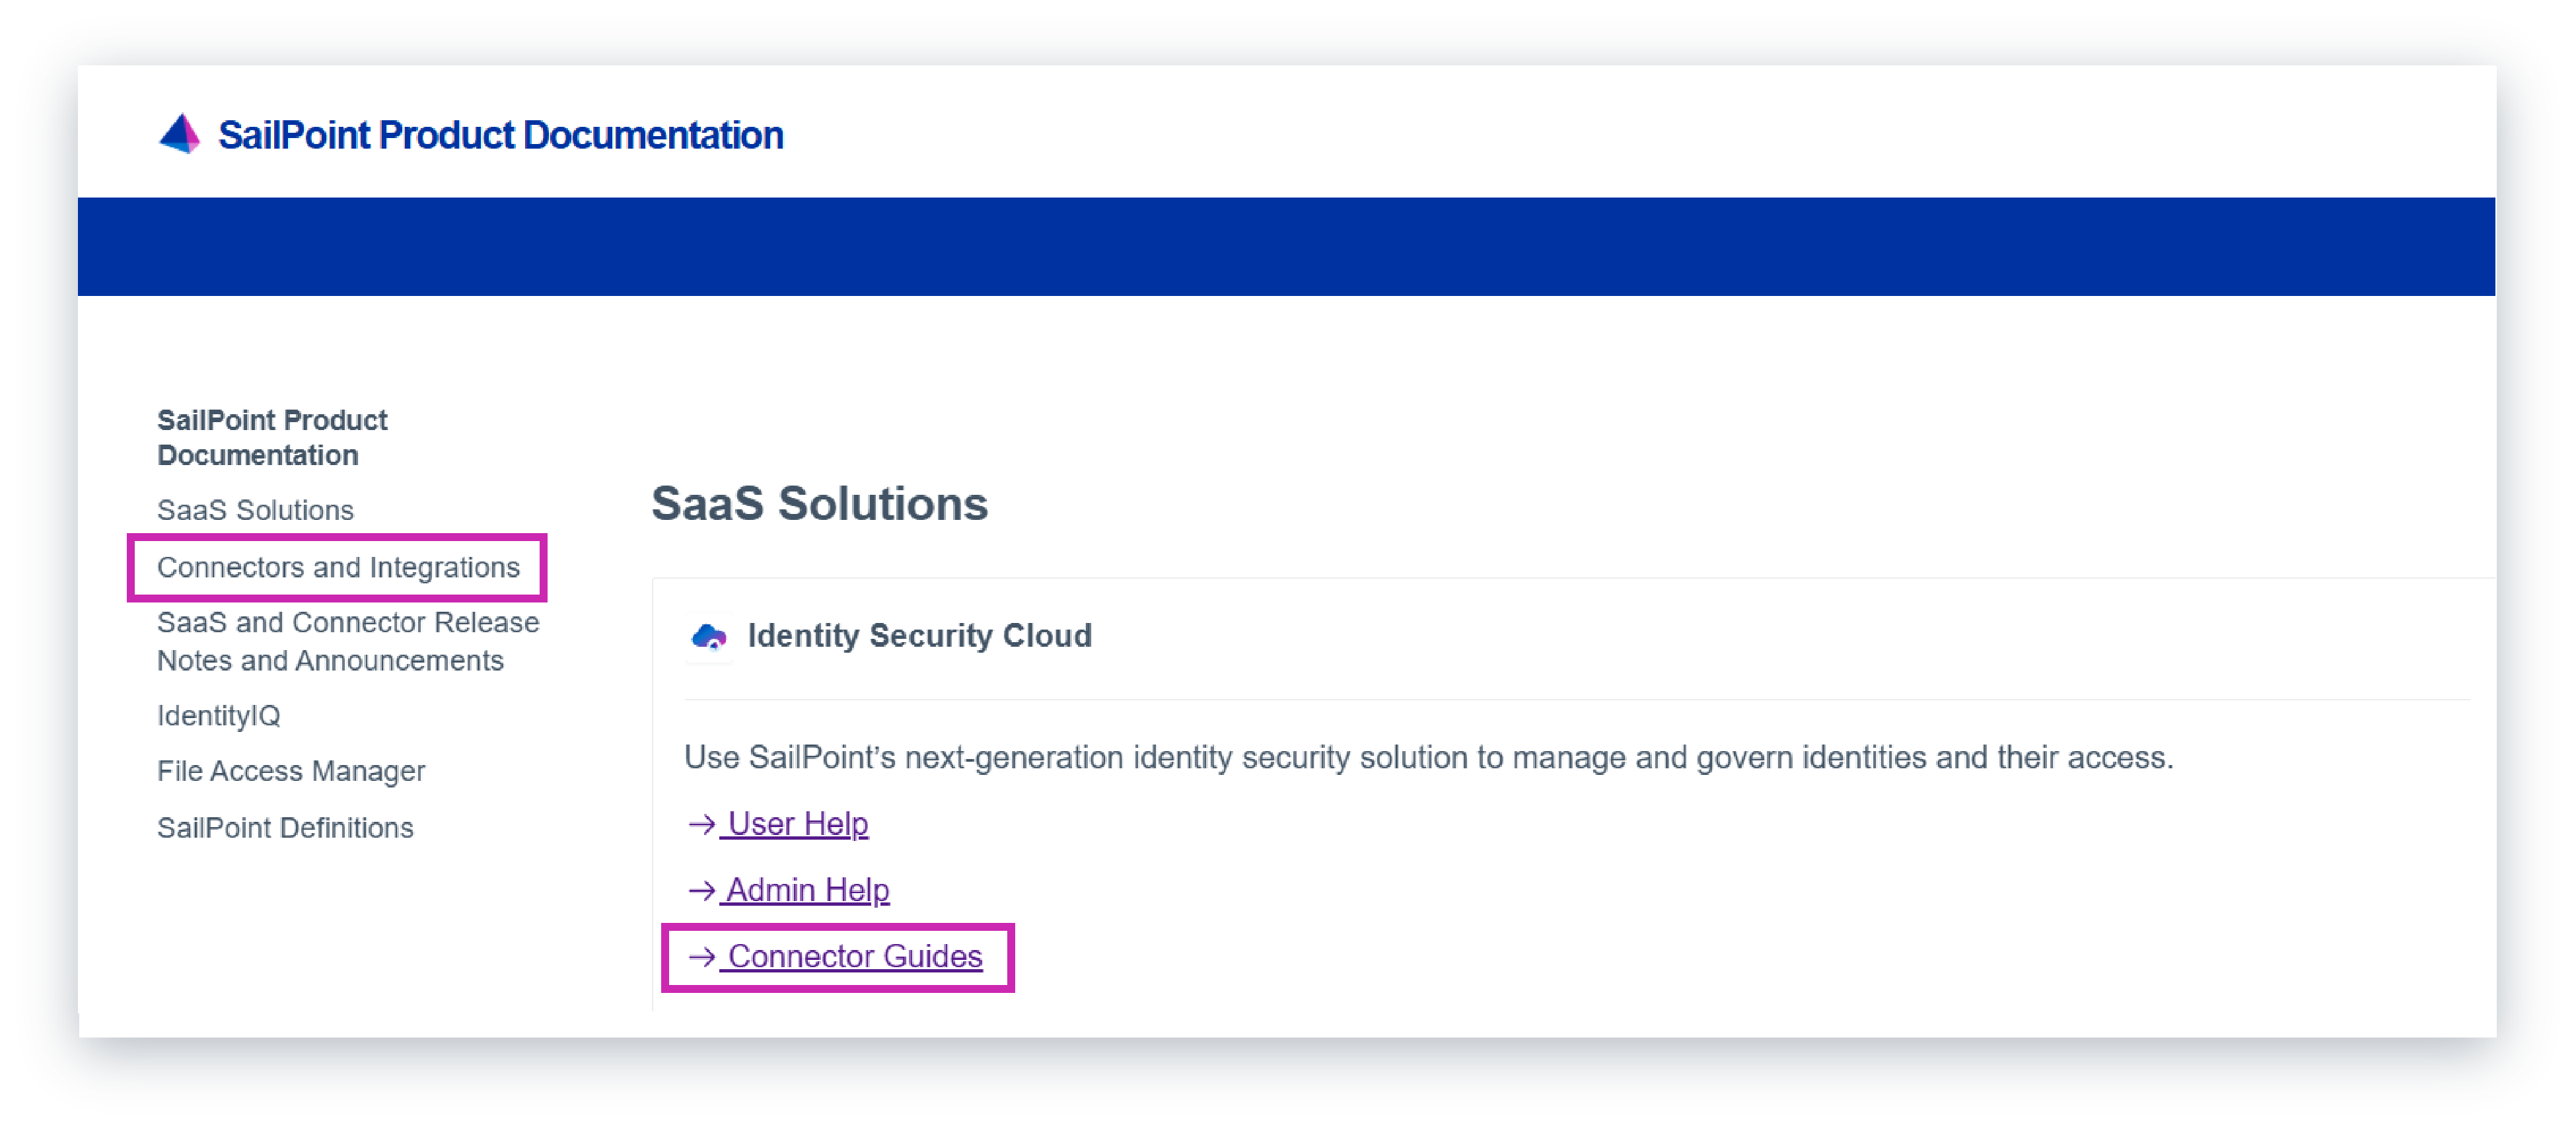 SailPoint Product Documentation
SailPoint Product
Documentation
SaaS Solutions
Connectors and Integrations
SaaS and Connector Release
Notes and Announcements
IdentityIQ
File Access Manager
SailPoint Definitions
SaaS Solutions
Identity Security Cloud
Use SailPoint’s next-generation identity security solution to manage and govern identities and their access.
→ User Help
→ Admin Help
→ Connector Guides